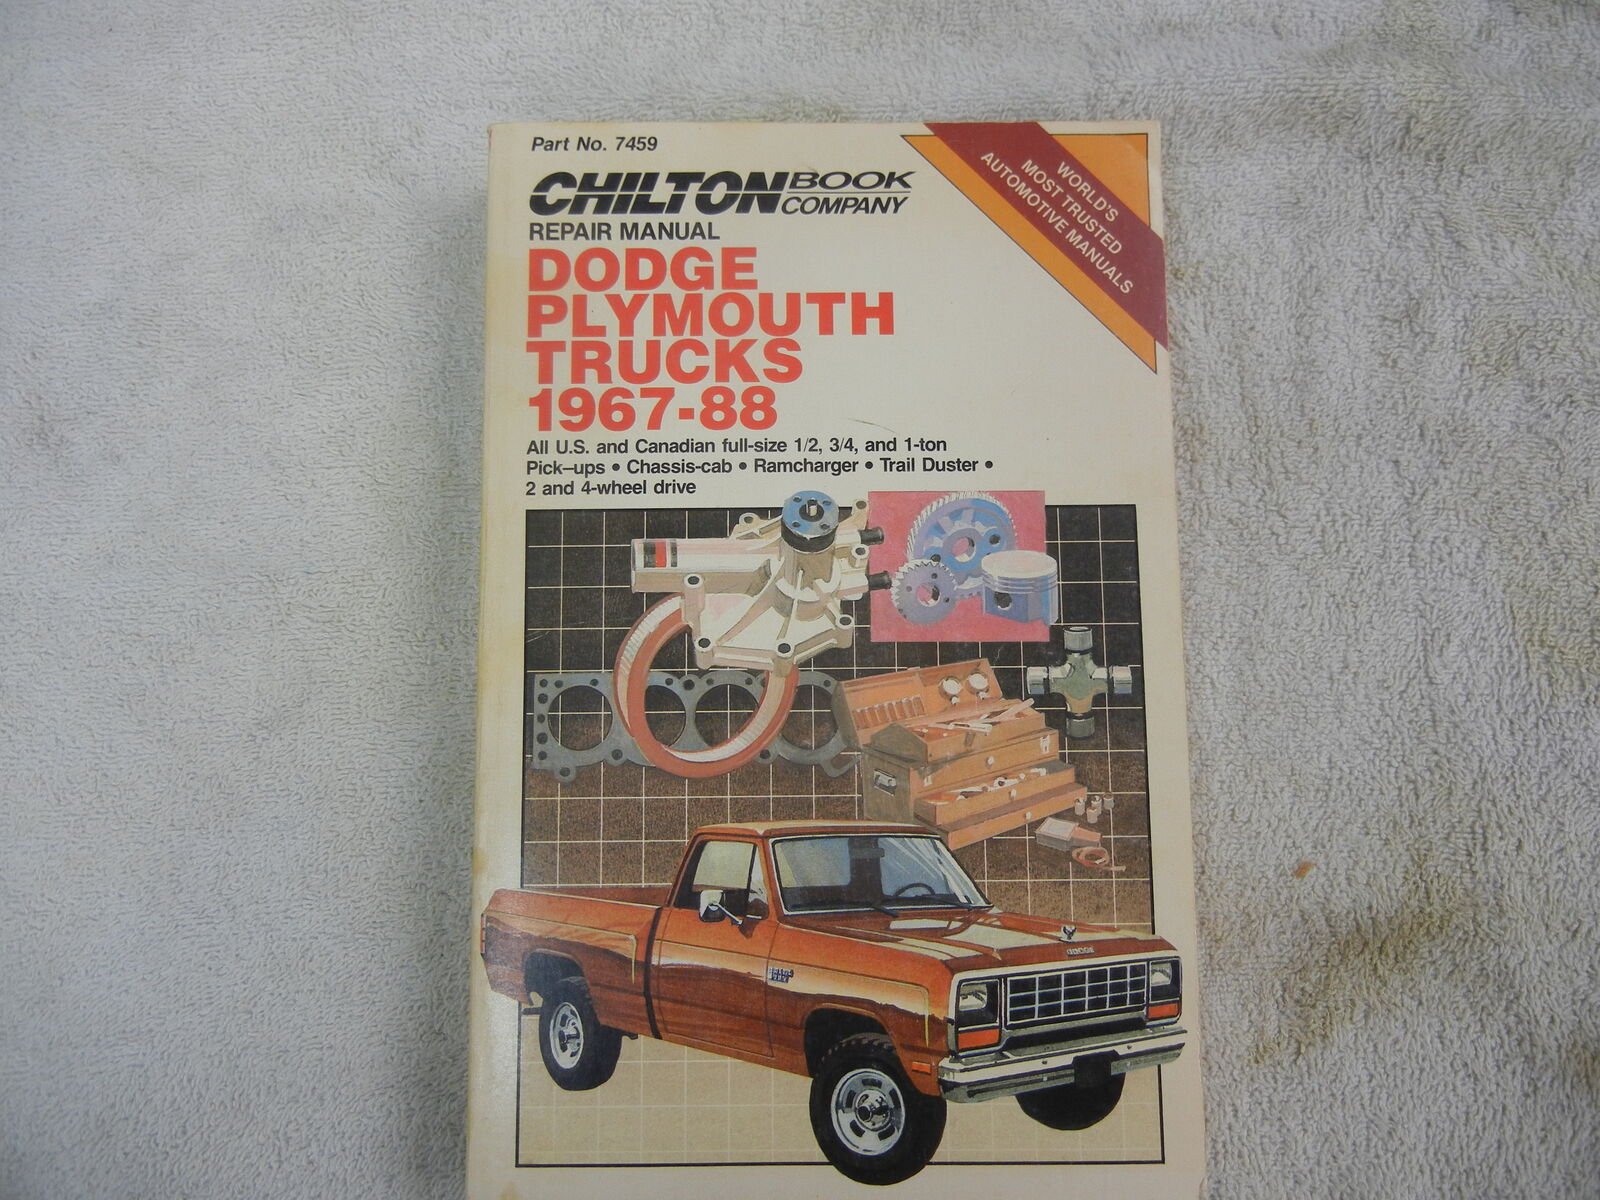 Part No. 7459
CHILTON BOOK COMPANY
REPAIR MANUAL
DODGE
PLYMOUTH
TRUCKS
1967-88
All U.S. and Canadian full-size 1/2, 3/4, and 1-ton
Pick–ups • Chassis-cab • Ramcharger • Trail Duster •
2 and 4-wheel drive
WORLD'S
MOST TRUSTED
AUTOMOTIVE MANUALS
DODGE